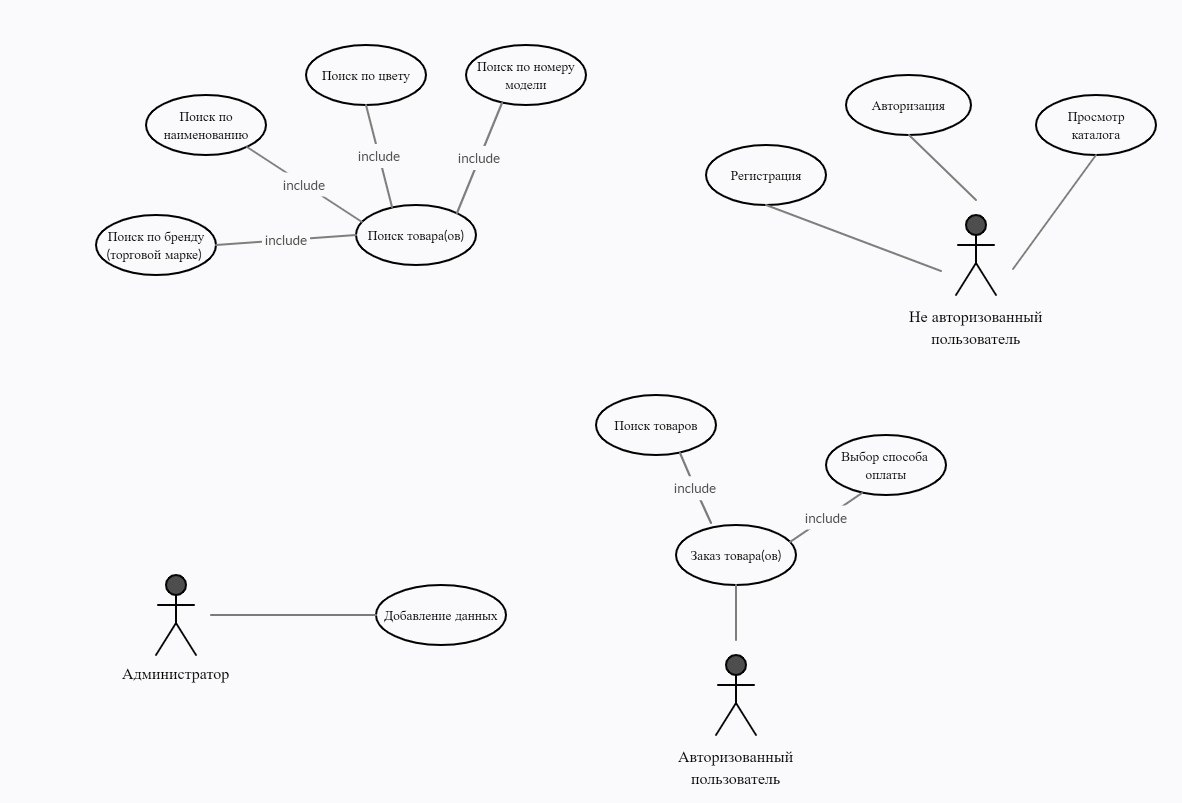 Поиск по цвету
Поиск по номеру
модели
Поиск по
наименованию
include
include
include
Поиск по бренду
(торговой марке)
include
Поиск товара(ов)
Авторизация
Просмотр
каталога
Регистрация
Не авторизованный
пользователь
Поиск товаров
Выбор способа
оплаты
include
include
Заказ товара(ов)
Авторизованный
пользователь
Администратор
Добавление данных